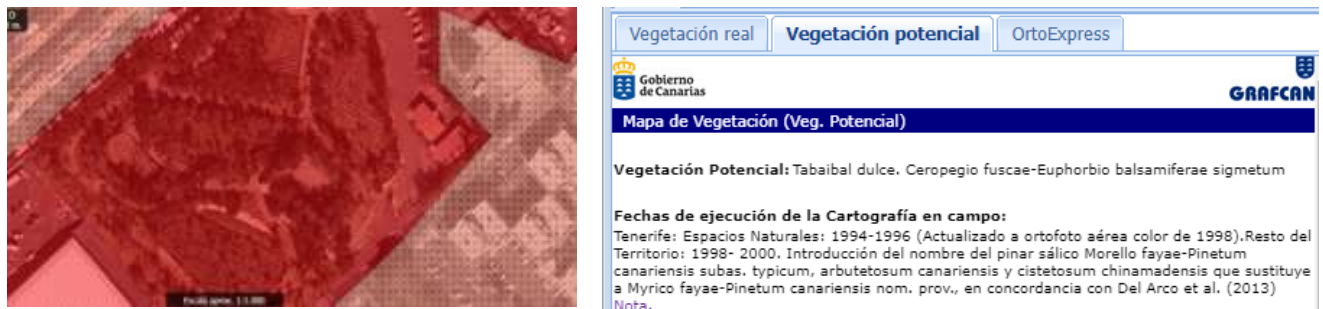 0
Escala aprox. 1:1.000
Vegetación real
Vegetación potencial
OrtoExpress
Gobierno
de Canarias
GRAFCAN
Mapa de Vegetación (Veg. Potencial)
Vegetación Potencial: Tabaibal dulce. Ceropegio fuscae-Euphorbio balsamiferae sigmetum
Fechas de ejecución de la Cartografía en campo:
Tenerife: Espacios Naturales: 1994-1996 (Actualizado a ortofoto aérea color de 1998).Resto del
Territorio: 1998- 2000. Introducción del nombre del pinar sálico Morello fayae-Pinetum
canariensis subas. typicum, arbutetosum canariensis y cistetosum chinamadensis que sustituye
a Myrico fayae-Pinetum canariensis nom. prov., en concordancia con Del Arco et al. (2013)
Nota.